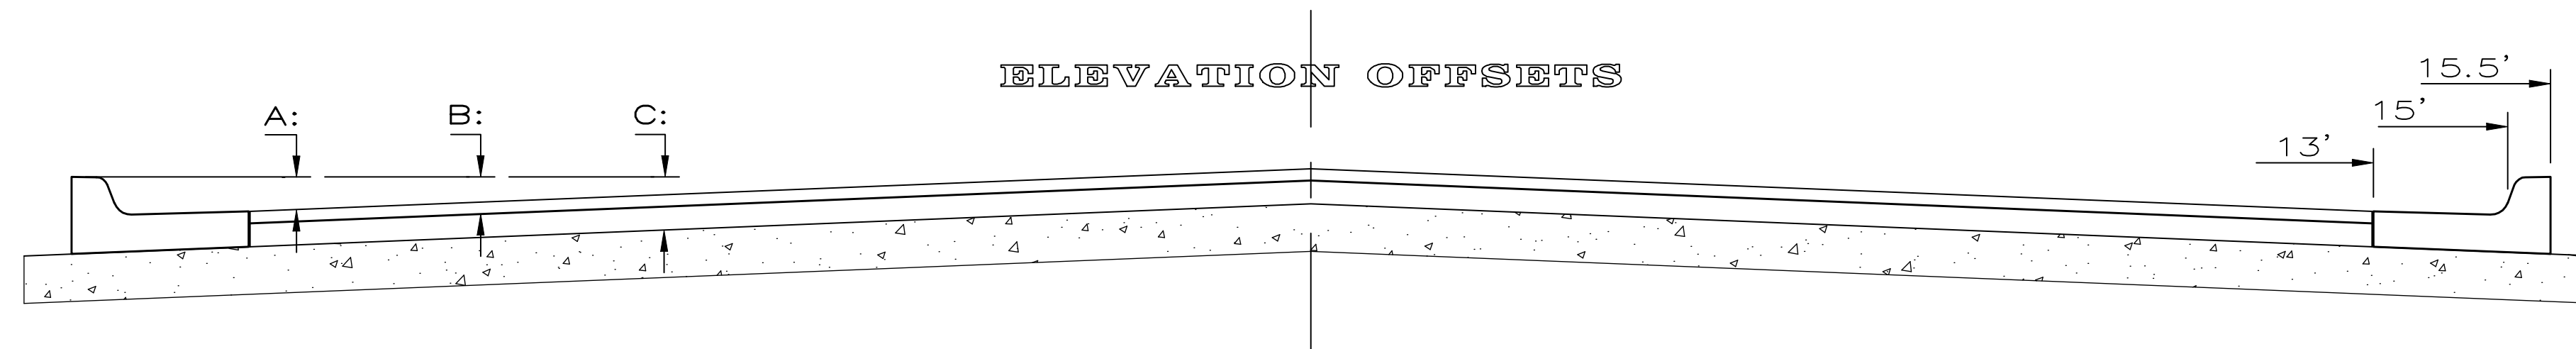 ELEVATION OFFSETS
A:
B:
C:
15.5’
15’
13’